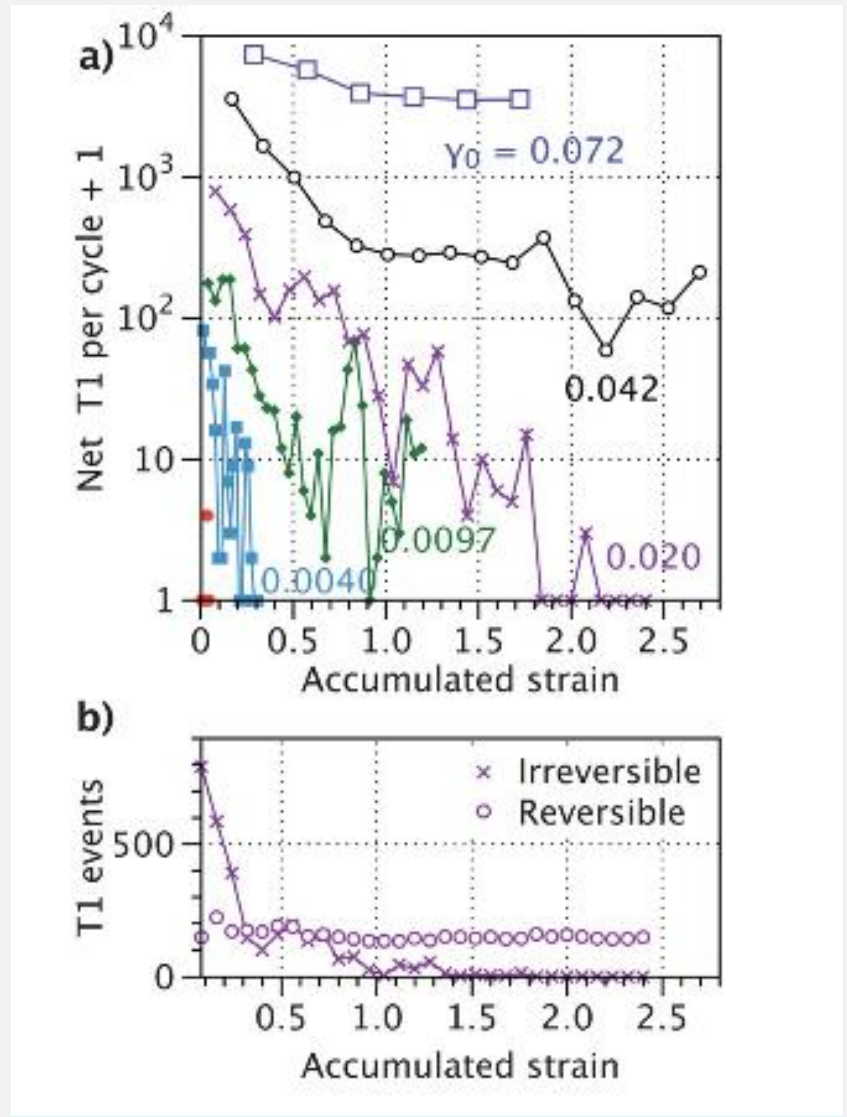 a)
10⁴
10³
10²
10
1
Net T1 per cycle + 1
γ₀ = 0.072
0.042
0.0097
0.020
0.0040
0 0.5 1.0 1.5 2.0 2.5
Accumulated strain
b)
T1 events
500
0
× Irreversible
○ Reversible
0.5 1.0 1.5 2.0 2.5
Accumulated strain